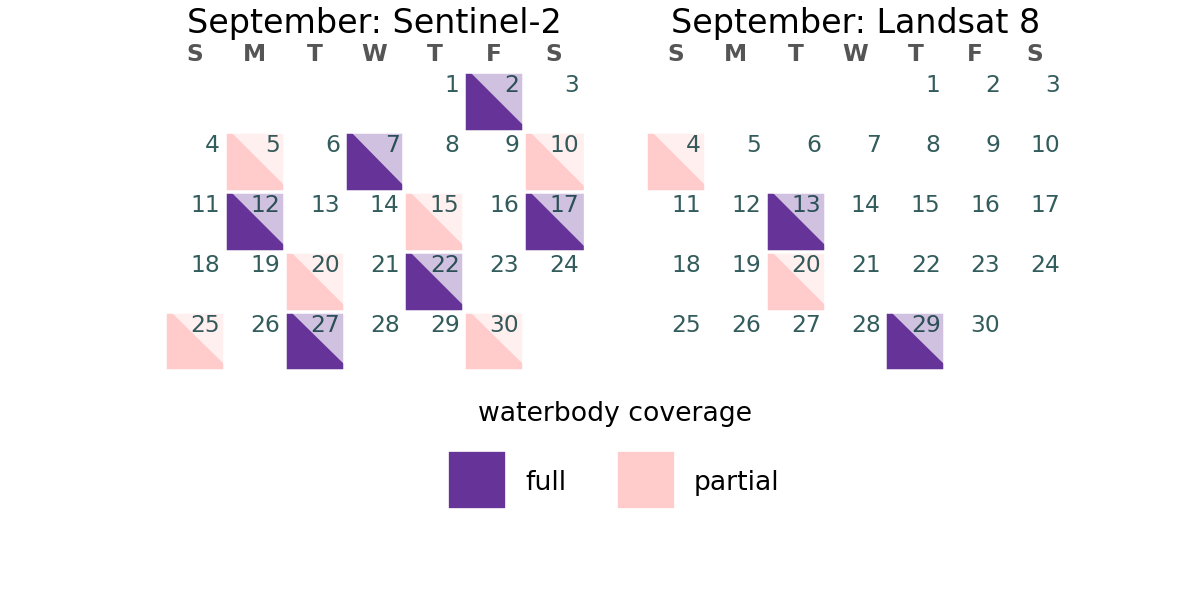 September: Sentinel-2
S M T W T F S
1 2 3
4 5 6 7 8 9 10
11 12 13 14 15 16 17
18 19 20 21 22 23 24
25 26 27 28 29 30
September: Landsat 8
S M T W T F S
1 2 3
4 5 6 7 8 9 10
11 12 13 14 15 16 17
18 19 20 21 22 23 24
25 26 27 28 29 30
waterbody coverage
full partial